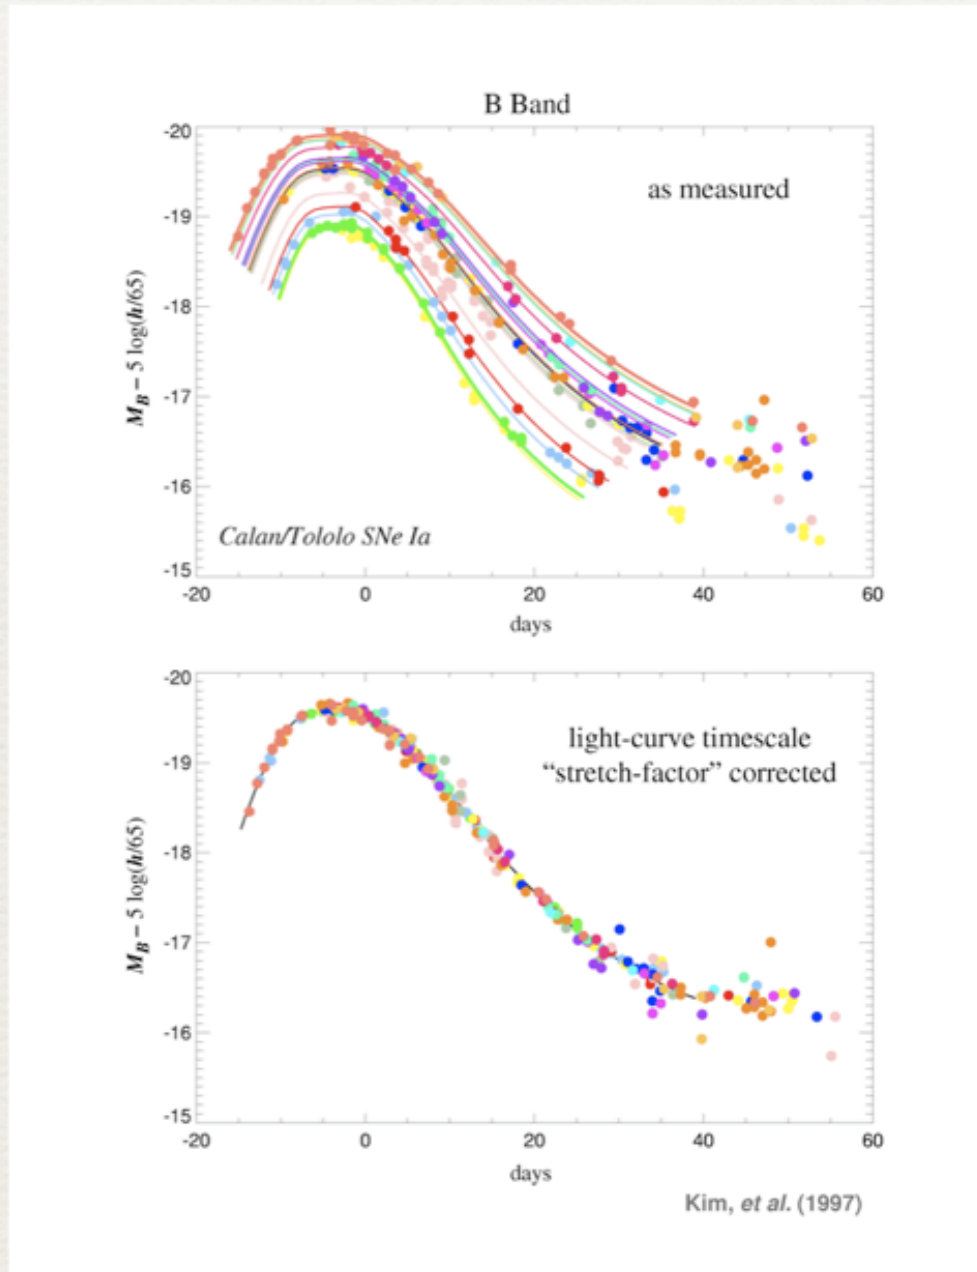 B Band
-20
as measured
-19
-18
M_B – 5 log(h/65)
-17
-16
Calan/Tololo SNe Ia
-15
-20 0 20 40 60
days
-20
light-curve timescale
“stretch-factor” corrected
-19
-18
M_B – 5 log(h/65)
-17
-16
-15
-20 0 20 40 60
days
Kim, et al. (1997)